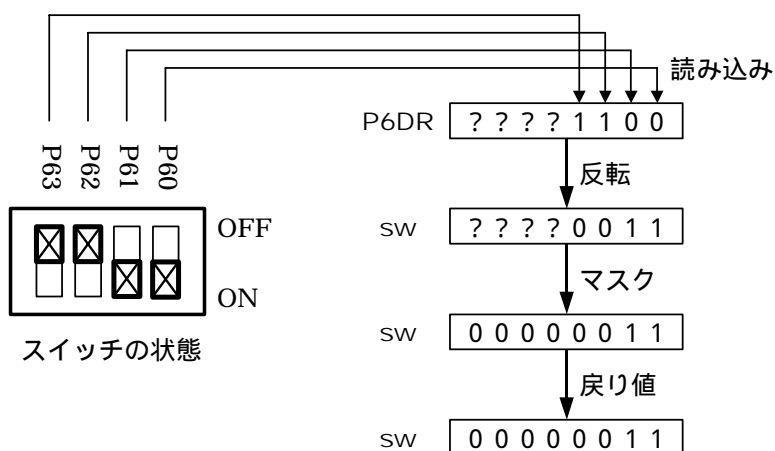 読み込み
P6DR ? ? ? ? 1 1 0 0
反転
sw ? ? ? ? 0 0 1 1
マスク
sw 0 0 0 0 0 0 1 1
戻り値
sw 0 0 0 0 0 0 1 1
P63 P62 P61 P60
OFF
ON
スイッチの状態